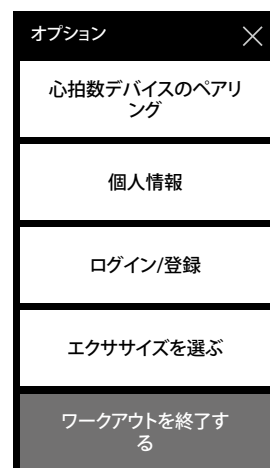 オプション
心拍数デバイスのペアリ
ング
個人情報
ログイン/登録
エクササイズを選ぶ
ワークアウトを終了す
る